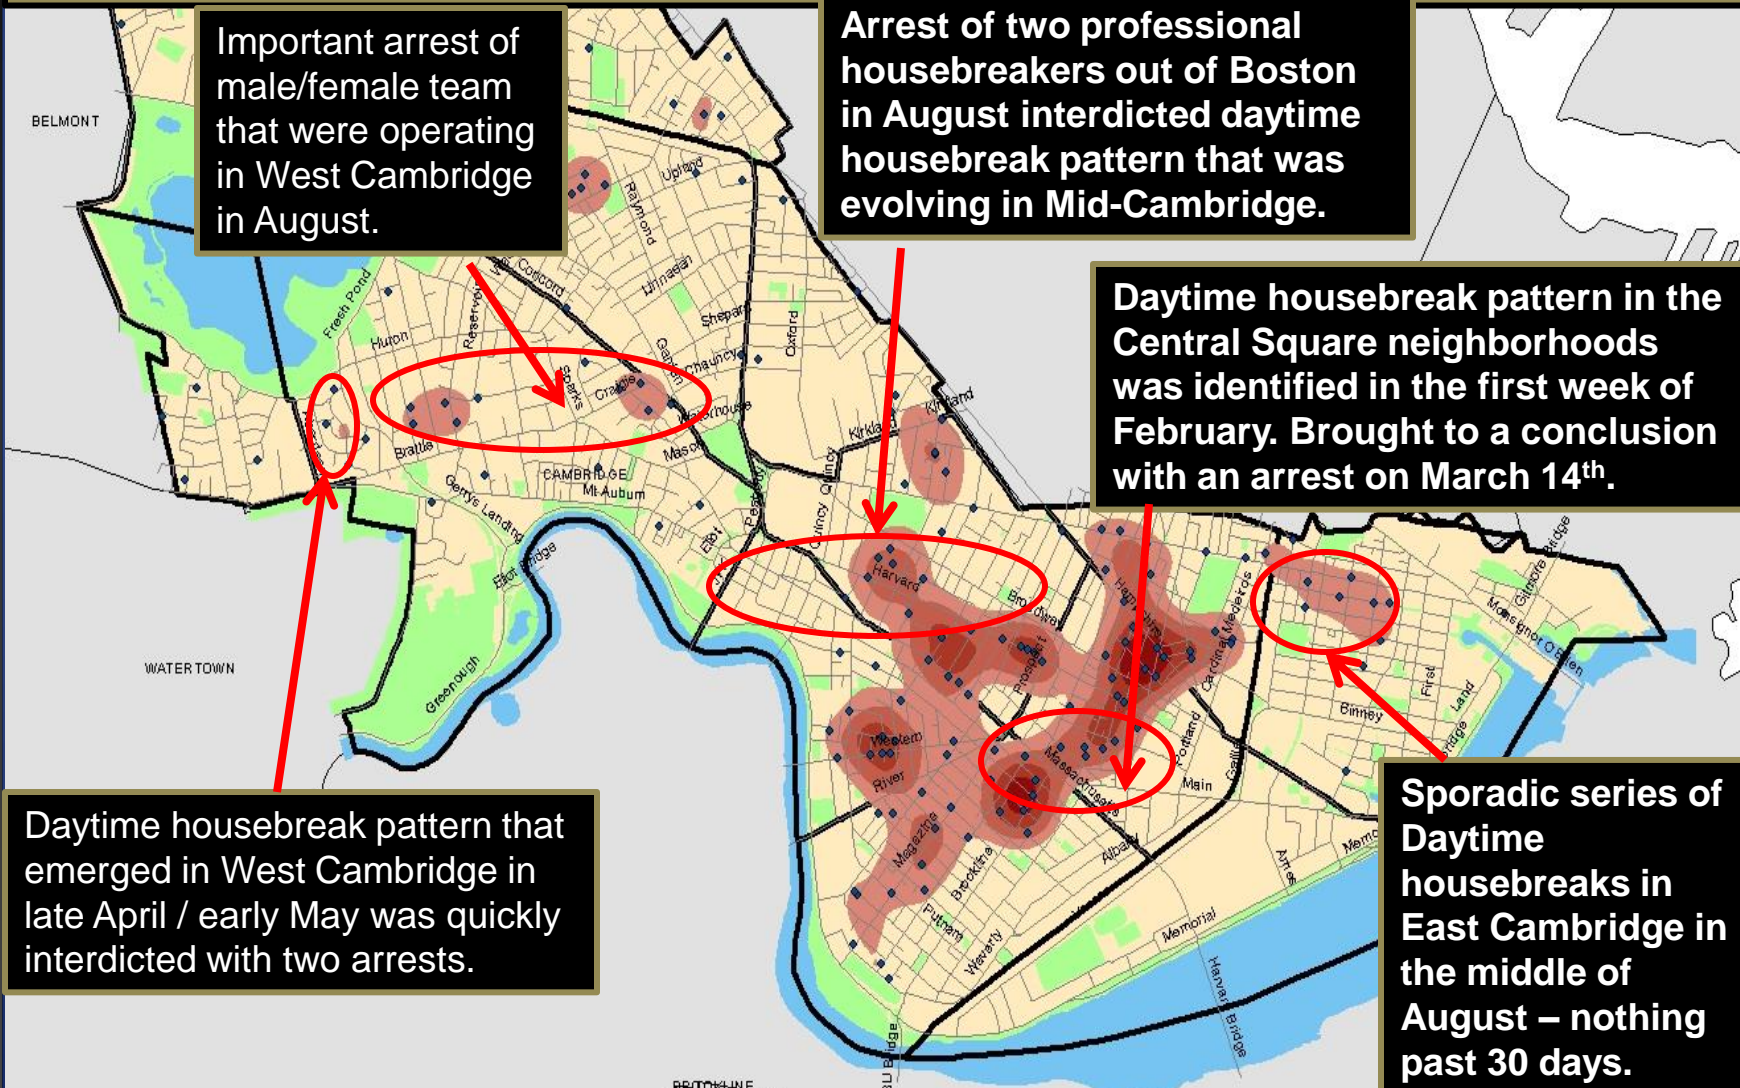 Important arrest of
male/female team
that were operating
in West Cambridge
in August.
Arrest of two professional
housebreakers out of Boston
in August interdicted daytime
housebreak pattern that was
evolving in Mid-Cambridge.
Daytime housebreak pattern in the
Central Square neighborhoods
was identified in the first week of
February. Brought to a conclusion
with an arrest on March 14th.
Daytime housebreak pattern that
emerged in West Cambridge in
late April / early May was quickly
interdicted with two arrests.
Sporadic series of
Daytime
housebreaks in
East Cambridge in
the middle of
August – nothing
past 30 days.
BELMONT
WATERTOWN
CAMBRIDGE
Upland
Raymond
Linnaean
Concord
Shepard
Oxford
Fresh Pond
Huron
Reservoir
Sparks
Craigie
Garden
Chauncy
Waterhouse
Mason
Brattle
Mt Auburn
Gerrys Landing
Eliot Bridge
Eliot
Peabody
Quincy
Quincy
Kirkland
Kirkland
Greenough
Harvard
Broadway
Hampshire
Prospect
Cardinal Medeiros
Gilmore Bridge
Monsignor O'Brien
First
Land
Binney
Portland
Main
Massachusetts
Western
River
Magazine
Brookline
Putnam
Waverly
Albany
Ames
Memorial
Harvard Bridge
BU Bridge